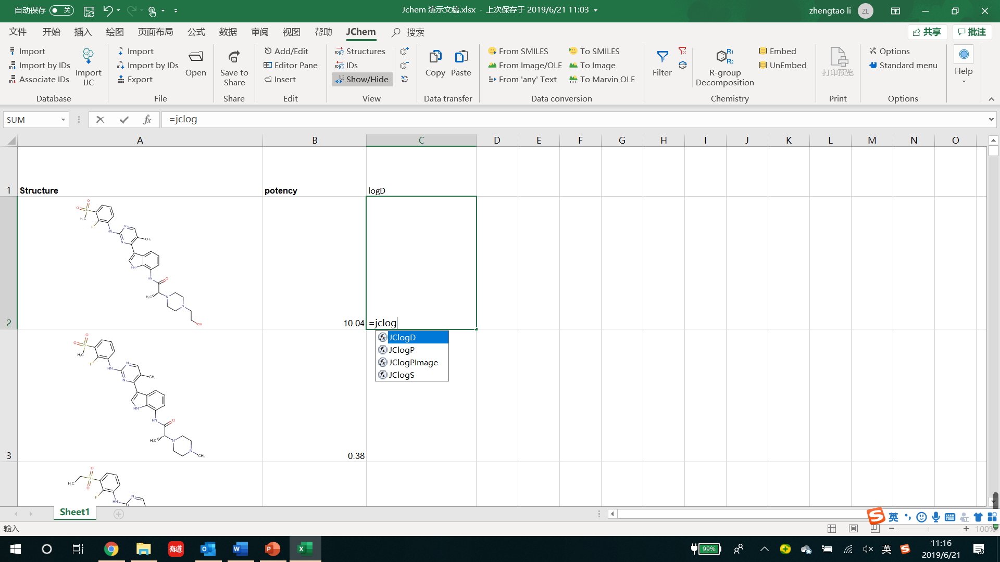 自动保存 关
Jchem 演示文稿.xlsx - 上次保存于 2019/6/21 11:03
zhengtao li ZL
文件 开始 插入 绘图 页面布局 公式 数据 审阅 视图 帮助 JChem 搜索 共享 批注
Import
Import by IDs
Associate IDs
Import IJC
Database
Import
Import by IDs
Export
Open
File
Save to Share
Share
Add/Edit
Editor Pane
Insert
Edit
Structures
IDs
Show/Hide
View
Copy Paste
Data transfer
From SMILES
From Image/OLE
From 'any' Text
To SMILES
To Image
To Marvin OLE
Data conversion
Filter
R1
R2
R-group Decomposition
Embed
UnEmbed
Chemistry
打印预览
Print
Options
Standard menu
Options
Help
SUM fx =jclog
A B C D E F G H I J K L M N O
1 Structure potency logD
2 10.04 =jclog
JClogD
JClogP
JClogPImage
JClogS
3 0.38
Sheet1
英
输入
100%
有道
99%
英
11:16
2019/6/21